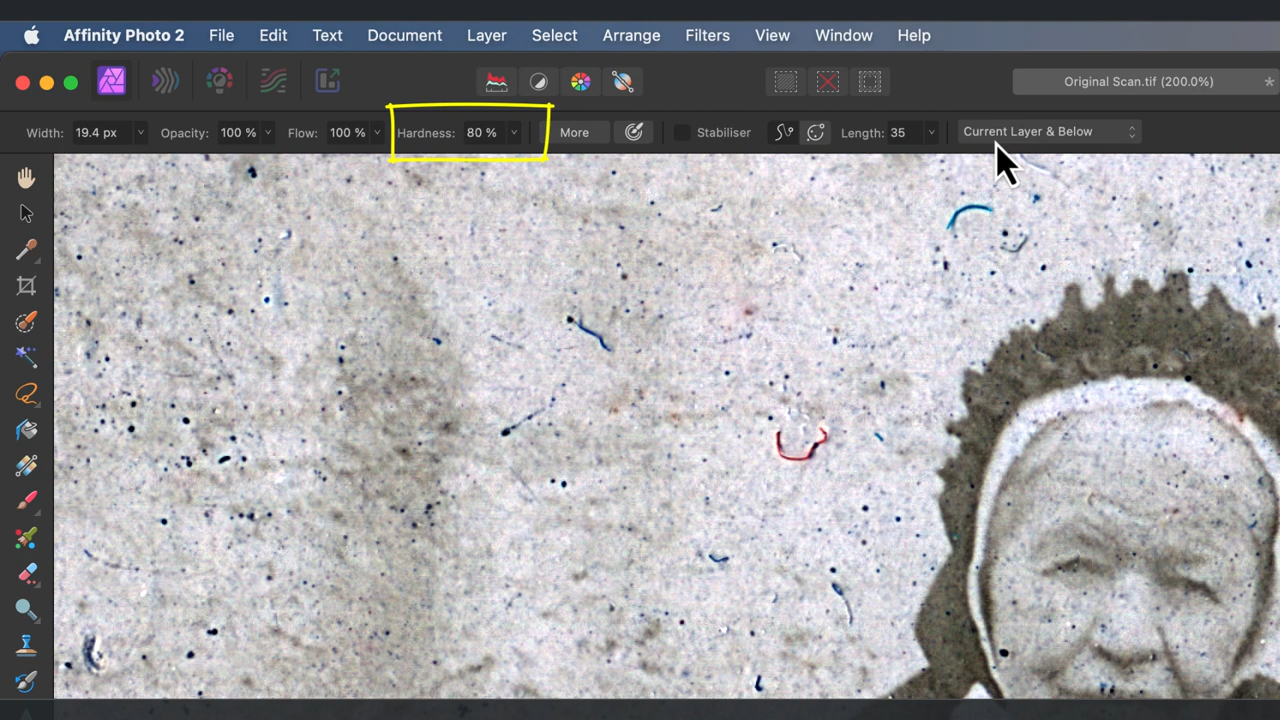 Affinity Photo 2 File Edit Text Document Layer Select Arrange Filters View Window Help
Original Scan.tif (200.0%) *
Width: 19.4 px Opacity: 100 % Flow: 100 % Hardness: 80 % More Stabiliser Length: 35 Current Layer & Below